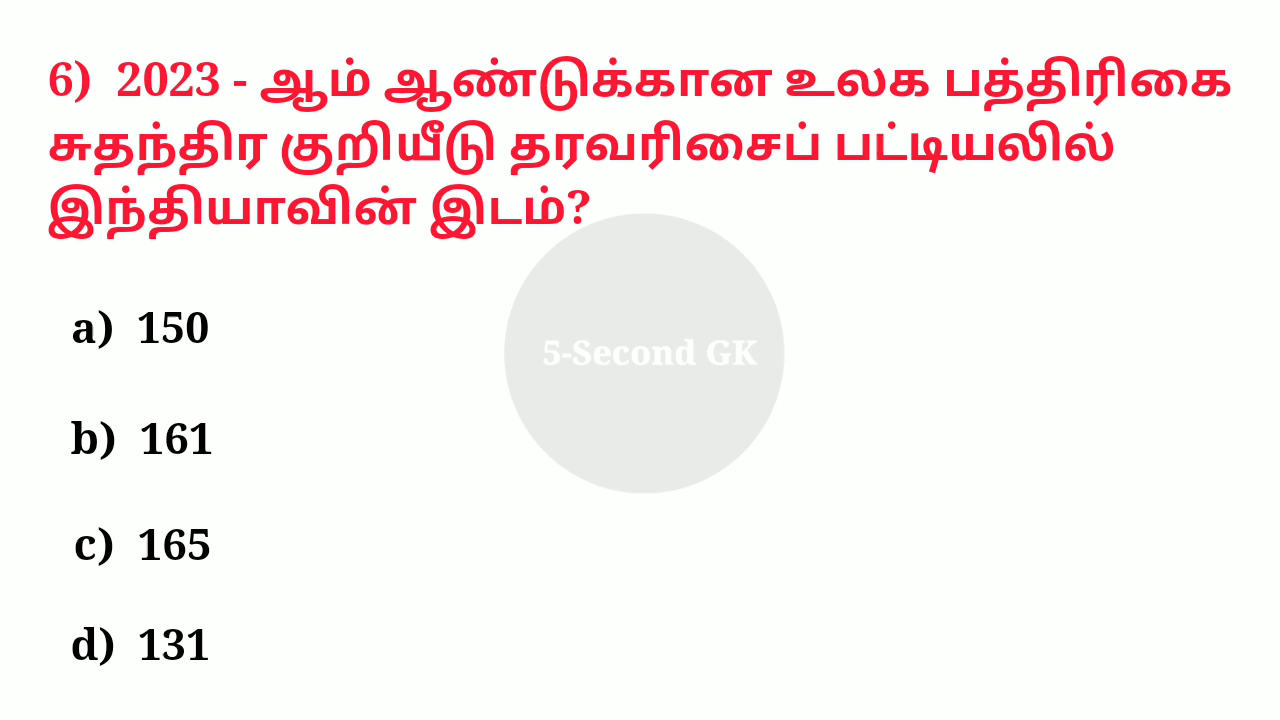 6) 2023 - ஆம் ஆண்டுக்கான உலக பத்திரிகை
சுதந்திர குறியீடு தரவரிசைப் பட்டியலில்
இந்தியாவின் இடம்?
5-Second GK
a) 150
b) 161
c) 165
d) 131